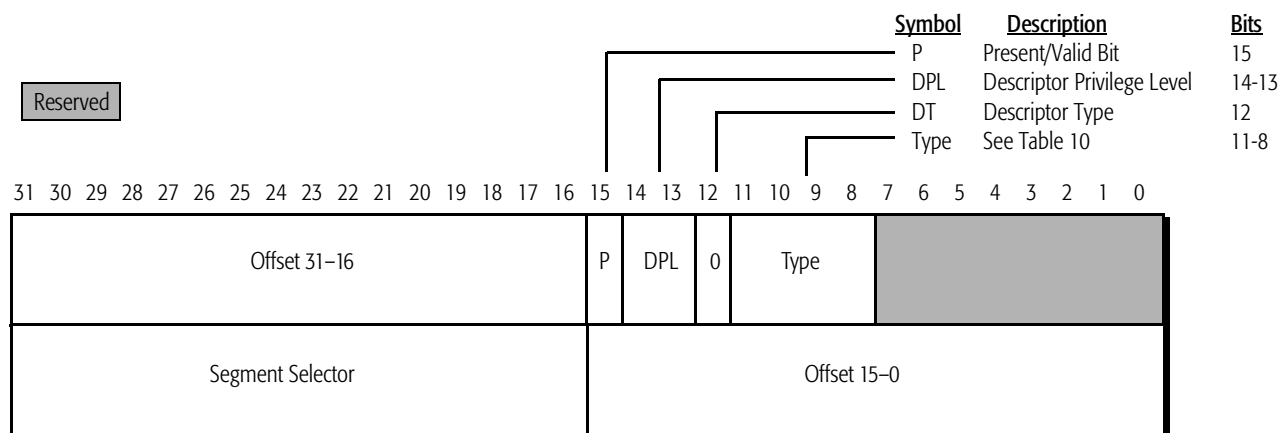 Symbol Description Bits
P Present/Valid Bit 15
DPL Descriptor Privilege Level 14-13
DT Descriptor Type 12
Type See Table 10 11-8
Reserved
31 30 29 28 27 26 25 24 23 22 21 20 19 18 17 16 15 14 13 12 11 10 9 8 7 6 5 4 3 2 1 0
Offset 31–16 P DPL 0 Type
Segment Selector Offset 15–0